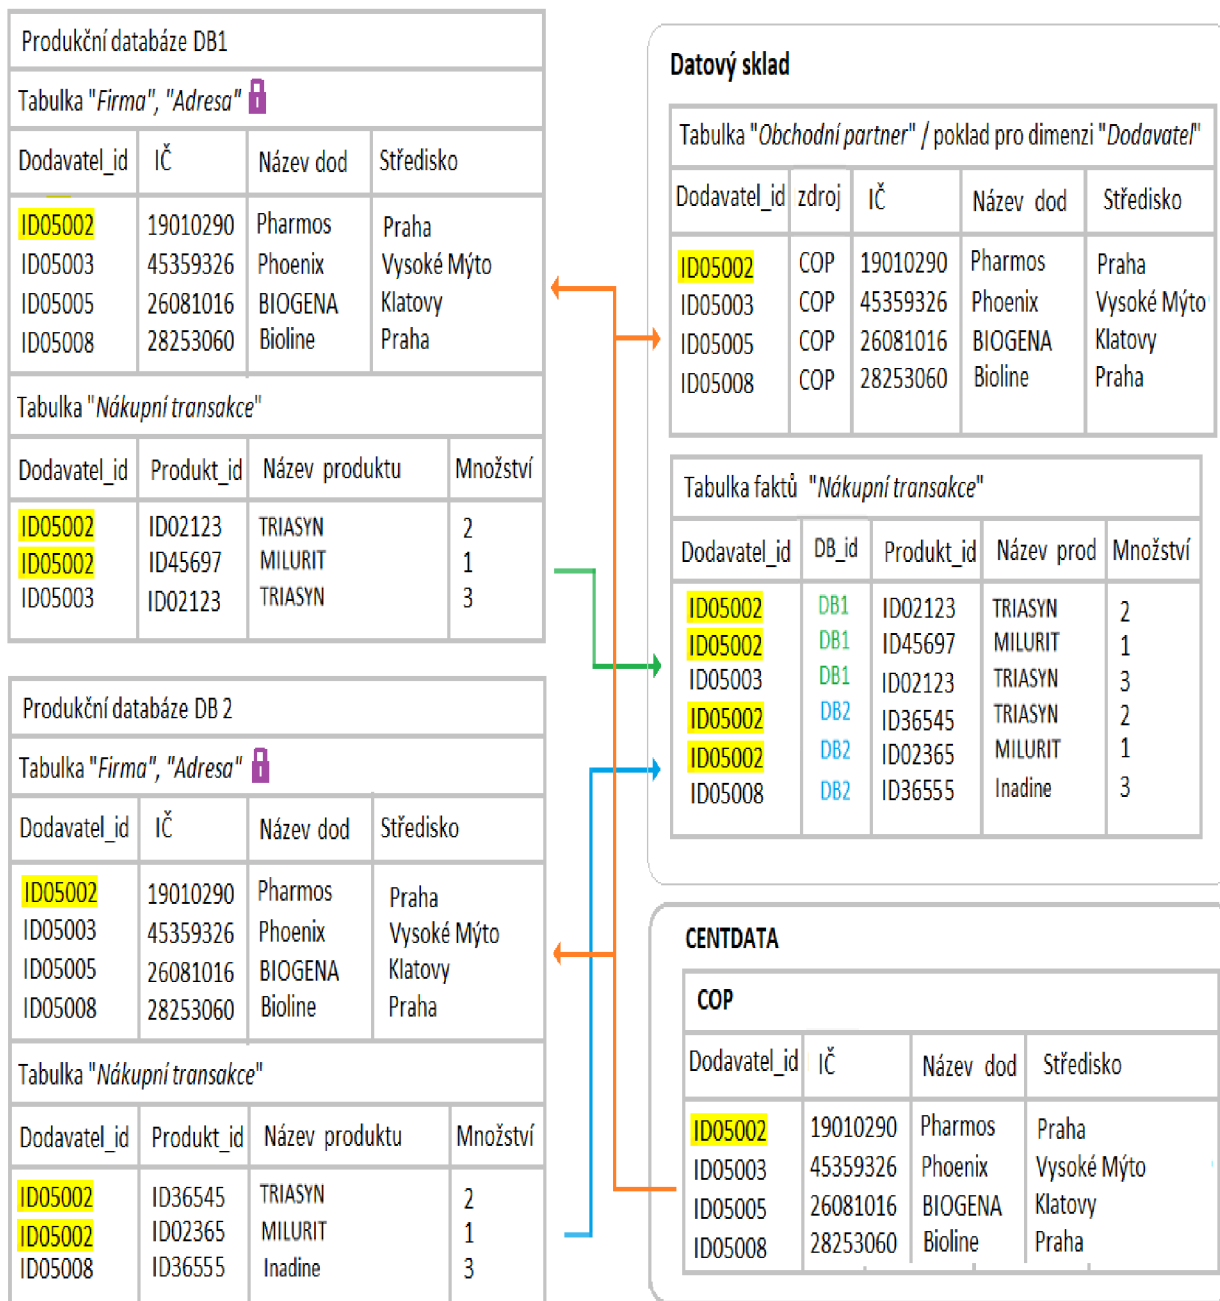 Produkční databáze DB1
Tabulka "Firma", "Adresa"
Dodavatel_id IČ Název dod Středisko
ID05002 19010290 Pharmos Praha
ID05003 45359326 Phoenix Vysoké Mýto
ID05005 26081016 BIOGENA Klatovy
ID05008 28253060 Bioline Praha
Tabulka "Nákupní transakce"
Dodavatel_id Produkt_id Název produktu Množství
ID05002 ID02123 TRIASYN 2
ID05002 ID45697 MILURIT 1
ID05003 ID02123 TRIASYN 3
Produkční databáze DB 2
Tabulka "Firma", "Adresa"
Dodavatel_id IČ Název dod Středisko
ID05002 19010290 Pharmos Praha
ID05003 45359326 Phoenix Vysoké Mýto
ID05005 26081016 BIOGENA Klatovy
ID05008 28253060 Bioline Praha
Tabulka "Nákupní transakce"
Dodavatel_id Produkt_id Název produktu Množství
ID05002 ID36545 TRIASYN 2
ID05002 ID02365 MILURIT 1
ID05008 ID36555 Inadine 3
Datový sklad
Tabulka "Obchodní partner" / poklad pro dimenzi "Dodavatel"
Dodavatel_id zdroj IČ Název dod Středisko
ID05002 COP 19010290 Pharmos Praha
ID05003 COP 45359326 Phoenix Vysoké Mýto
ID05005 COP 26081016 BIOGENA Klatovy
ID05008 COP 28253060 Bioline Praha
Tabulka faktů "Nákupní transakce"
Dodavatel_id DB_id Produkt_id Název prod Množství
ID05002 DB1 ID02123 TRIASYN 2
ID05002 DB1 ID45697 MILURIT 1
ID05003 DB1 ID02123 TRIASYN 3
ID05002 DB2 ID36545 TRIASYN 2
ID05002 DB2 ID02365 MILURIT 1
ID05008 DB2 ID36555 Inadine 3
CENTDATA
COP
Dodavatel_id IČ Název dod Středisko
ID05002 19010290 Pharmos Praha
ID05003 45359326 Phoenix Vysoké Mýto
ID05005 26081016 BIOGENA Klatovy
ID05008 28253060 Bioline Praha